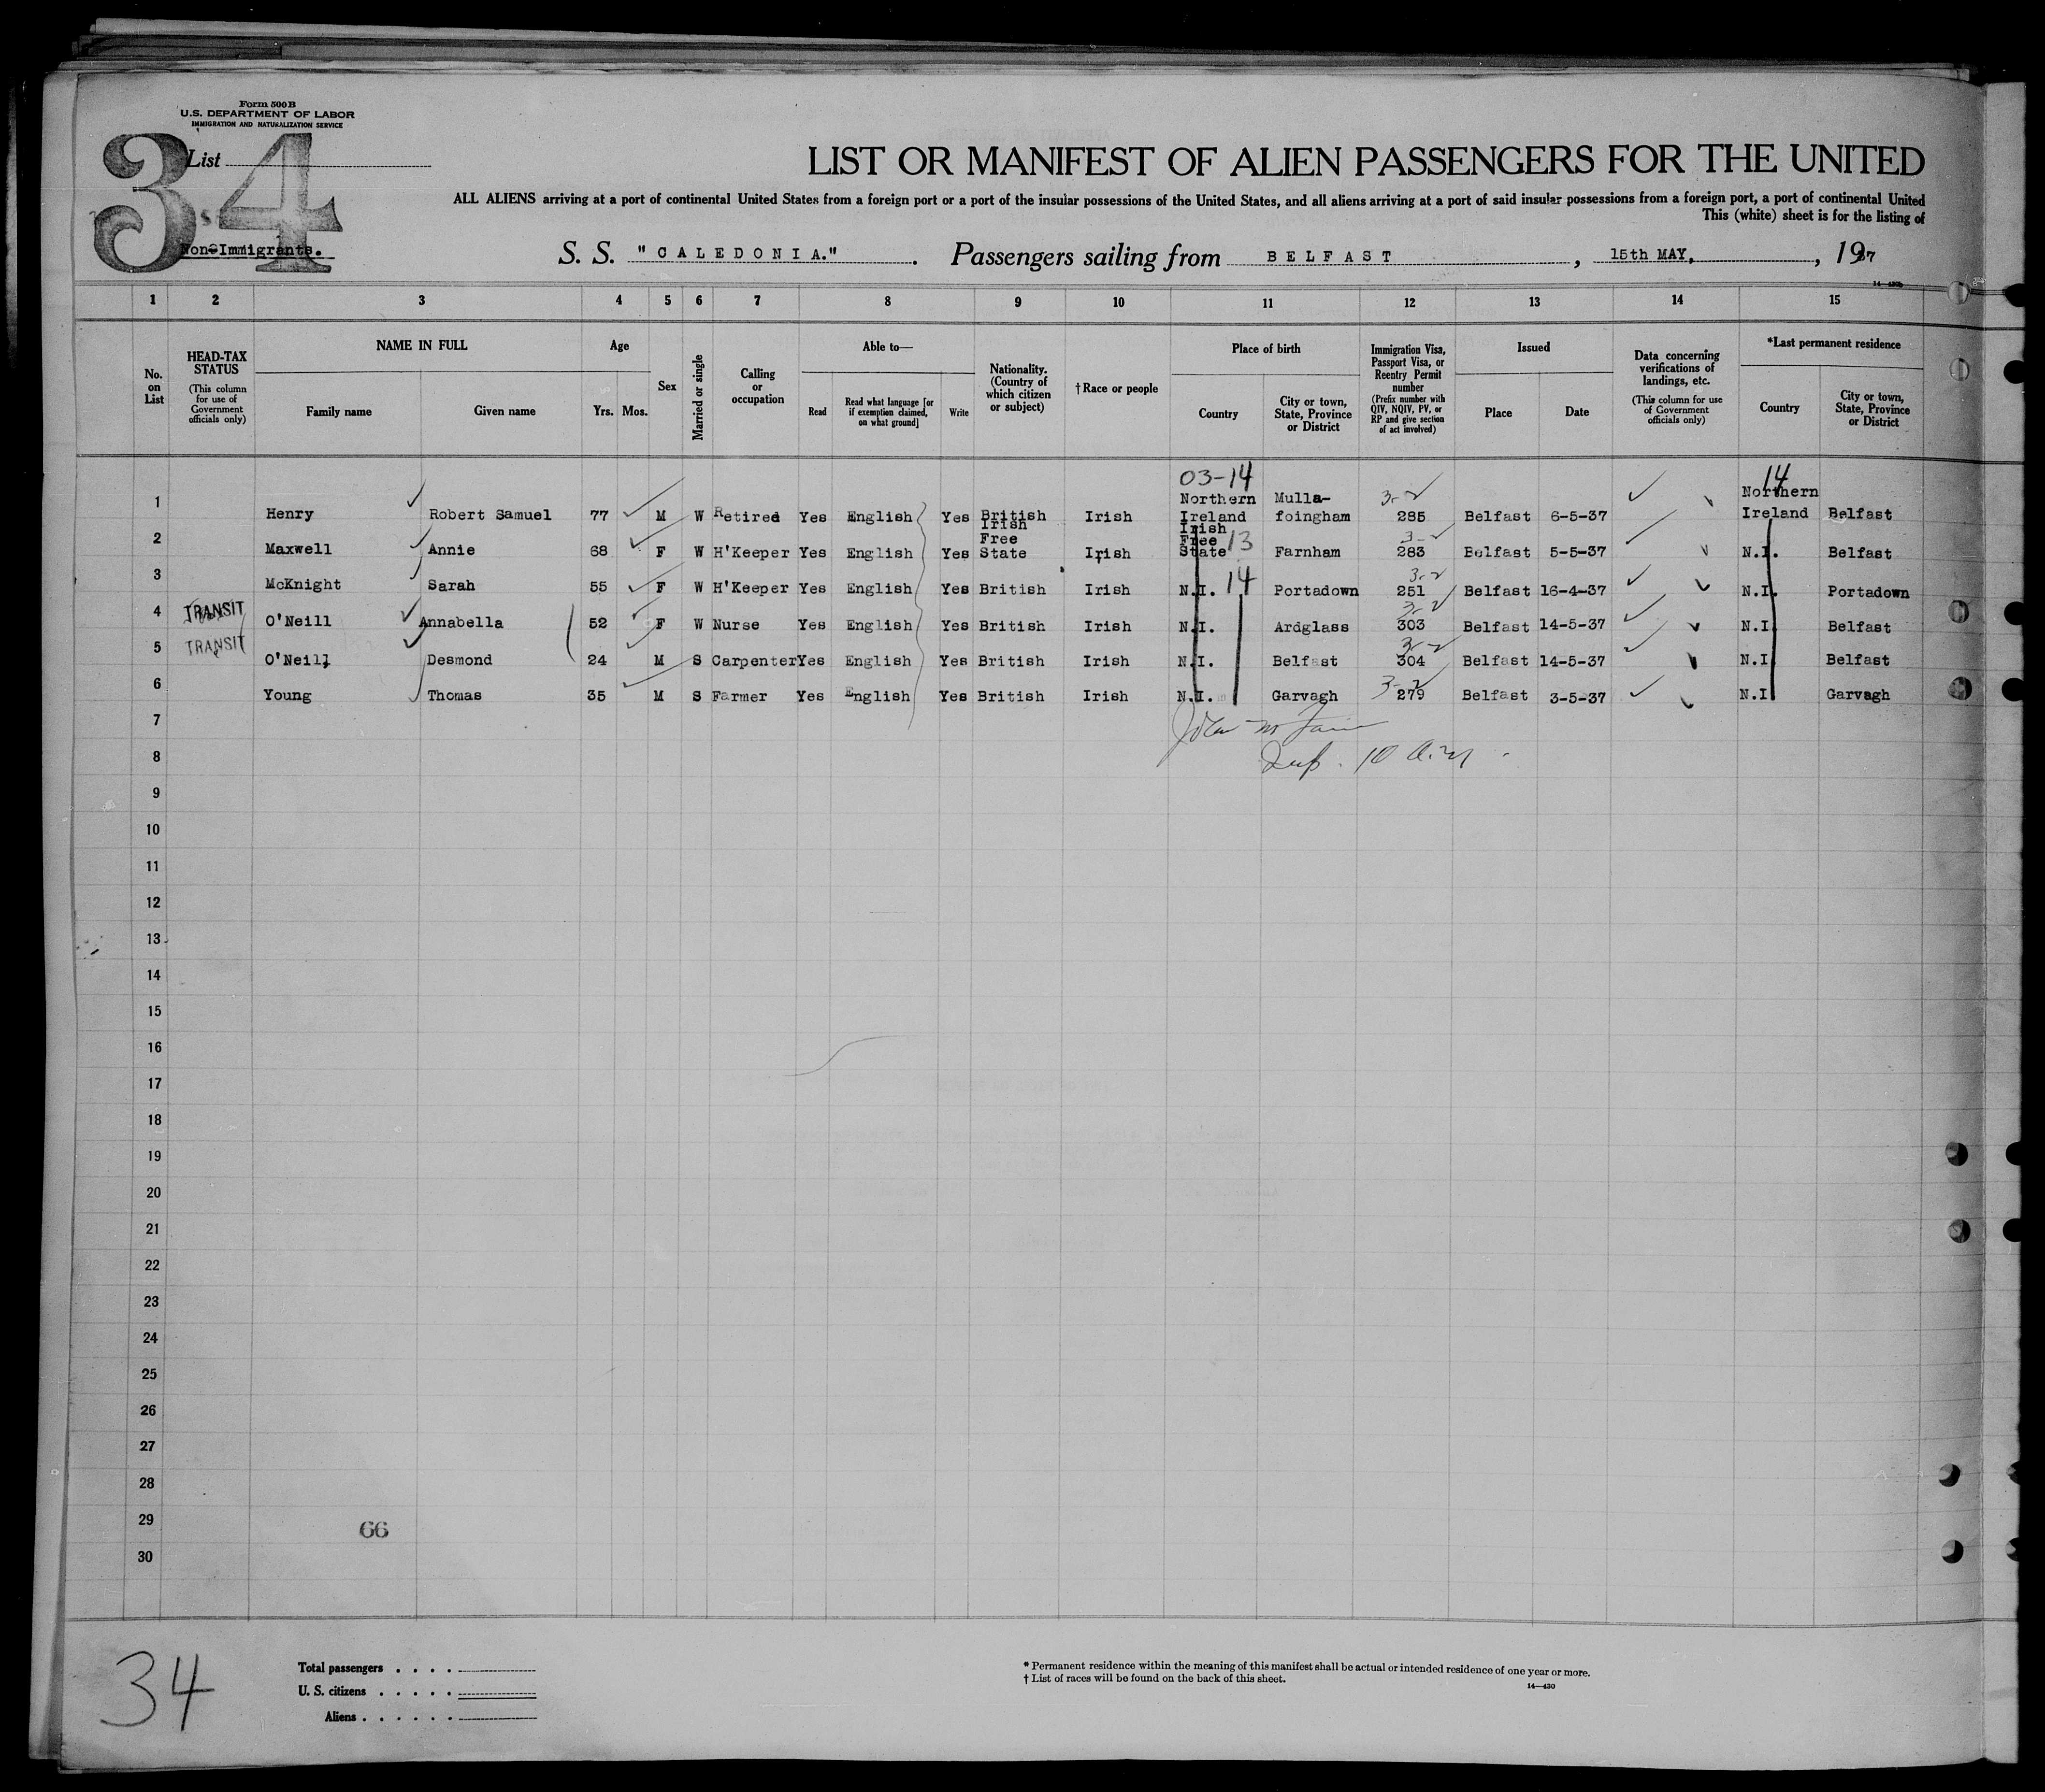 Form 500B
U.S. DEPARTMENT OF LABOR
IMMIGRATION AND NATURALIZATION SERVICE
34
List
Non-Immigrants.
LIST OR MANIFEST OF ALIEN PASSENGERS FOR THE UNITED
ALL ALIENS arriving at a port of continental United States from a foreign port or a port of the insular possessions of the United States, and all aliens arriving at a port of said insular possessions from a foreign port, a port of continental United
This (white) sheet is for the listing of
S. S. "CALEDONIA." . Passengers sailing from BELFAST , 15th MAY, , 1937
14—430
1 2 3 4 5 6 7 8 9 10 11 12 13 14 15
No. on List
HEAD-TAX STATUS
(This column for use of Government officials only)
NAME IN FULL
Family name
Given name
Age
Yrs. Mos.
Sex
Married or single
Calling or occupation
Able to—
Read
Read what language [or if exemption claimed, on what ground]
Write
Nationality. (Country of which citizen or subject)
†Race or people
Place of birth
Country
City or town, State, Province or District
Immigration Visa, Passport Visa, or Reentry Permit number
(Prefix number with QIV, NQIV, PV, or RP and give section of act involved)
Issued
Place
Date
Data concerning verifications of landings, etc.
(This column for use of Government officials only)
*Last permanent residence
Country
City or town, State, Province or District
03-14
14
1 Henry Robert Samuel 77 M W Retired Yes English Yes British Irish Northern Ireland Mulla-foingham 3-2 285 Belfast 6-5-37 Northern Ireland Belfast
2 Maxwell Annie 68 F W H'Keeper Yes English Yes Irish Free State Irish Irish Free State 13 Farnham 3-2 283 Belfast 5-5-37 N.I. Belfast
3 McKnight Sarah 55 F W H'Keeper Yes English Yes British Irish N.I. 14 Portadown 3-2 251 Belfast 16-4-37 N.I. Portadown
4 TRANSIT O'Neill Annabella 52 F W Nurse Yes English Yes British Irish N.I. Ardglass 3-2 303 Belfast 14-5-37 N.I. Belfast
5 TRANSIT O'Neill Desmond 24 M S Carpenter Yes English Yes British Irish N.I. Belfast 3-2 304 Belfast 14-5-37 N.I. Belfast
6 Young Thomas 35 M S Farmer Yes English Yes British Irish N.I. Garvagh 3-2 279 Belfast 3-5-37 N.I. Garvagh
7
8
9
10
11
12
13
14
15
16
17
18
19
20
21
22
23
24
25
26
27
28
29
66
30
34
Total passengers
U. S. citizens
Aliens
* Permanent residence within the meaning of this manifest shall be actual or intended residence of one year or more.
† List of races will be found on the back of this sheet.
14—430